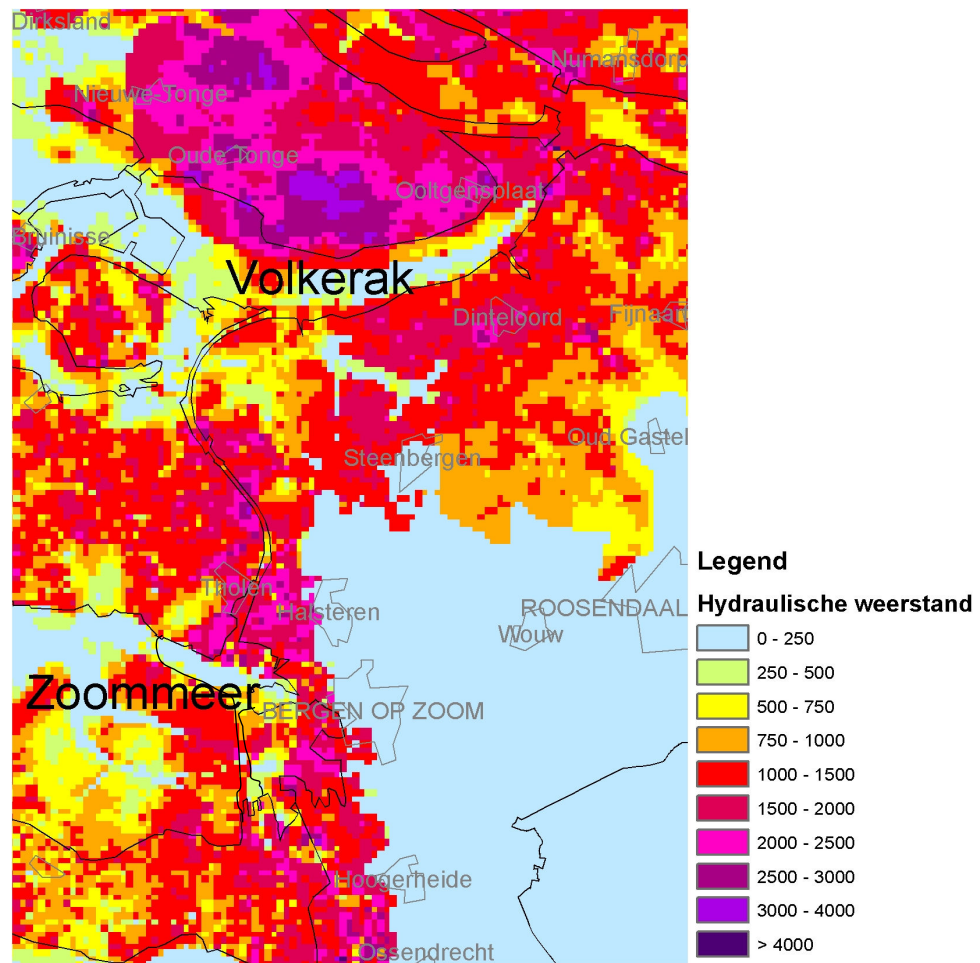 Dirksland
Numansdorp
Nieuwe-Tonge
Oude Tonge
Ooltgensplaat
Bruinisse
Volkerak
Dinteloord
Fijnaart
Oud Gastel
Steenbergen
Tholen
Halsteren
ROOSENDAAL
Wouw
Zoommeer
BERGEN OP ZOOM
Hoogerheide
Ossendrecht
Legend
Hydraulische weerstand
0 - 250
250 - 500
500 - 750
750 - 1000
1000 - 1500
1500 - 2000
2000 - 2500
2500 - 3000
3000 - 4000
> 4000